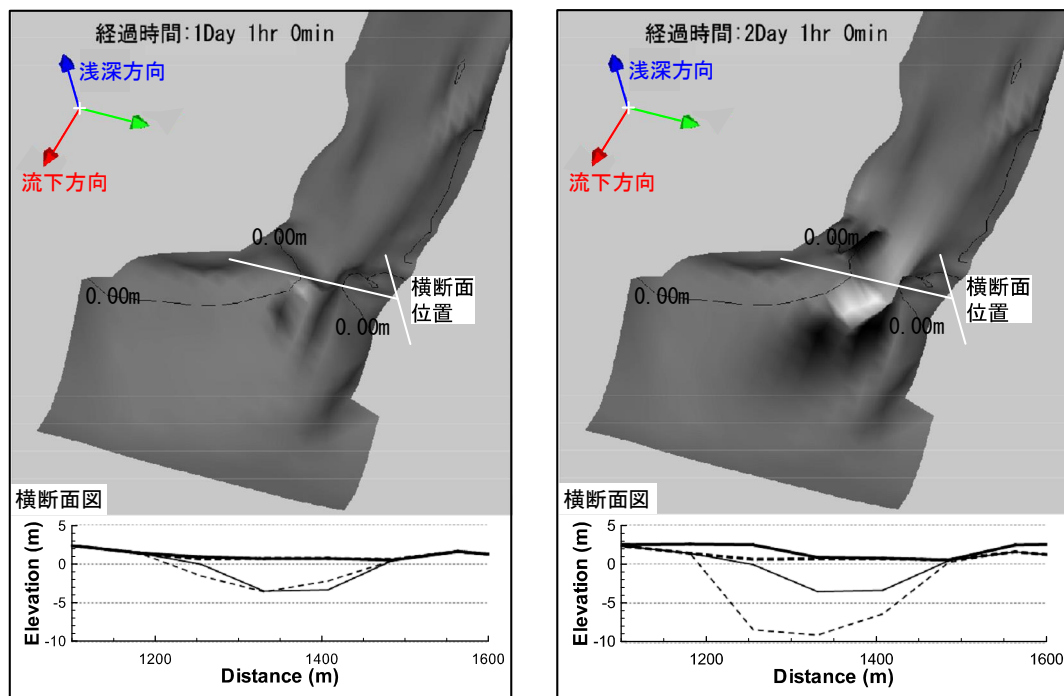 経過時間:1Day 1hr 0min
浅深方向
流下方向
0.00m
0.00m
0.00m
横断面
位置
横断面図
Elevation (m)
5
0
-5
-10
1200
1400
1600
Distance (m)
経過時間:2Day 1hr 0min
浅深方向
流下方向
0.00m
0.00m
0.00m
横断面
位置
横断面図
Elevation (m)
5
0
-5
-10
1200
1400
1600
Distance (m)